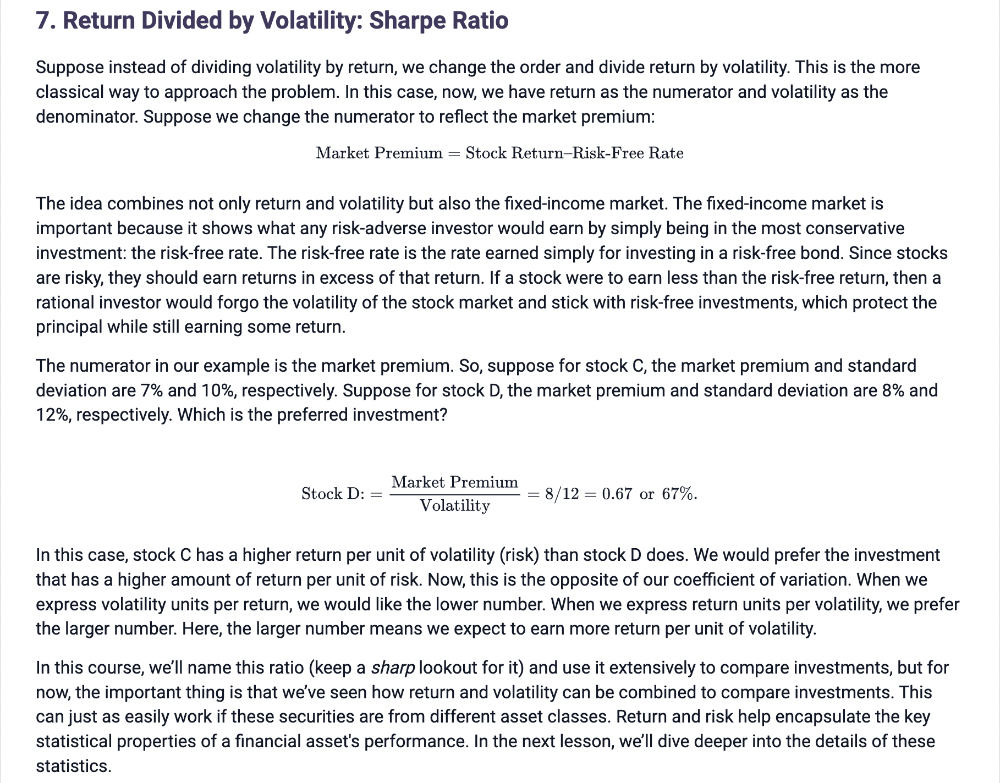 7. Return Divided by Volatility: Sharpe Ratio
Suppose instead of dividing volatility by return, we change the order and divide return by volatility. This is the more
classical way to approach the problem. In this case, now, we have return as the numerator and volatility as the
denominator. Suppose we change the numerator to reflect the market premium:
Market Premium = Stock Return–Risk-Free Rate
The idea combines not only return and volatility but also the fixed-income market. The fixed-income market is
important because it shows what any risk-adverse investor would earn by simply being in the most conservative
investment: the risk-free rate. The risk-free rate is the rate earned simply for investing in a risk-free bond. Since stocks
are risky, they should earn returns in excess of that return. If a stock were to earn less than the risk-free return, then a
rational investor would forgo the volatility of the stock market and stick with risk-free investments, which protect the
principal while still earning some return.
The numerator in our example is the market premium. So, suppose for stock C, the market premium and standard
deviation are 7% and 10%, respectively. Suppose for stock D, the market premium and standard deviation are 8% and
12%, respectively. Which is the preferred investment?
Stock D: = Market Premium / Volatility = 8/12 = 0.67 or 67%.
In this case, stock C has a higher return per unit of volatility (risk) than stock D does. We would prefer the investment
that has a higher amount of return per unit of risk. Now, this is the opposite of our coefficient of variation. When we
express volatility units per return, we would like the lower number. When we express return units per volatility, we prefer
the larger number. Here, the larger number means we expect to earn more return per unit of volatility.
In this course, we’ll name this ratio (keep a sharp lookout for it) and use it extensively to compare investments, but for
now, the important thing is that we’ve seen how return and volatility can be combined to compare investments. This
can just as easily work if these securities are from different asset classes. Return and risk help encapsulate the key
statistical properties of a financial asset's performance. In the next lesson, we’ll dive deeper into the details of these
statistics.